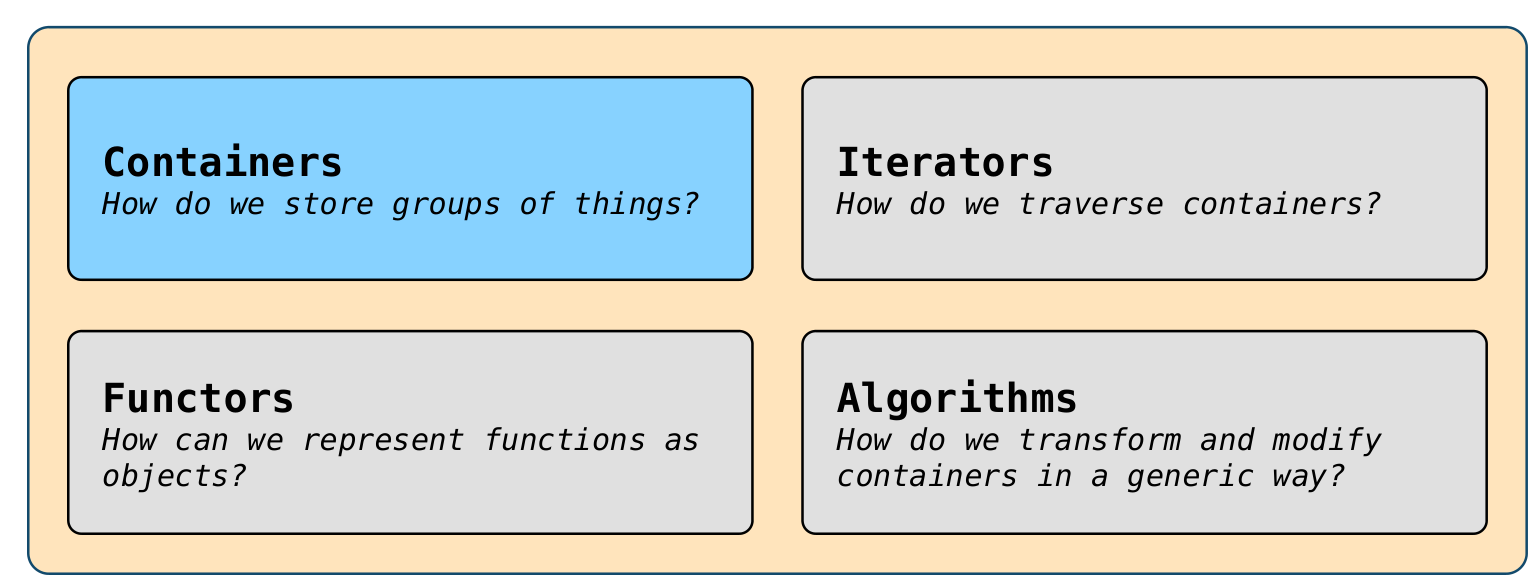 Containers
How do we store groups of things?
Iterators
How do we traverse containers?
Functors
How can we represent functions as
objects?
Algorithms
How do we transform and modify
containers in a generic way?